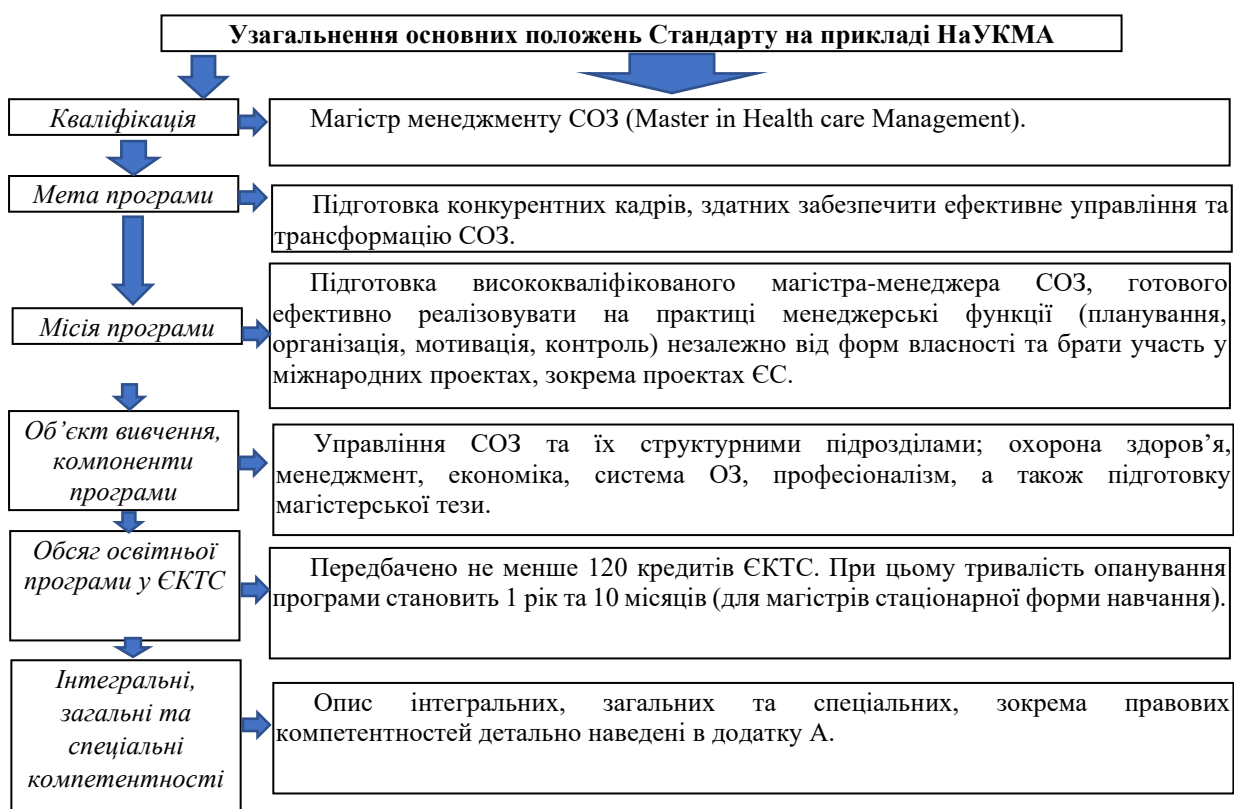 Узагальнення основних положень Стандарту на прикладі НаУКМА
Кваліфікація
Магістр менеджменту СОЗ (Master in Health care Management).
Мета програми
Підготовка конкурентних кадрів, здатних забезпечити ефективне управління та
трансформацію СОЗ.
Місія програми
Підготовка висококваліфікованого магістра-менеджера СОЗ, готового
ефективно реалізовувати на практиці менеджерські функції (планування,
організація, мотивація, контроль) незалежно від форм власності та брати участь у
міжнародних проектах, зокрема проектах ЄС.
Об’єкт вивчення,
компоненти
програми
Управління СОЗ та їх структурними підрозділами; охорона здоров’я,
менеджмент, економіка, система ОЗ, професіоналізм, а також підготовку
магістерської тези.
Обсяг освітньої
програми у ЄКТС
Передбачено не менше 120 кредитів ЄКТС. При цьому тривалість опанування
програми становить 1 рік та 10 місяців (для магістрів стаціонарної форми навчання).
Інтегральні,
загальні та
спеціальні
компетентності
Опис інтегральних, загальних та спеціальних, зокрема правових
компетентностей детально наведені в додатку А.